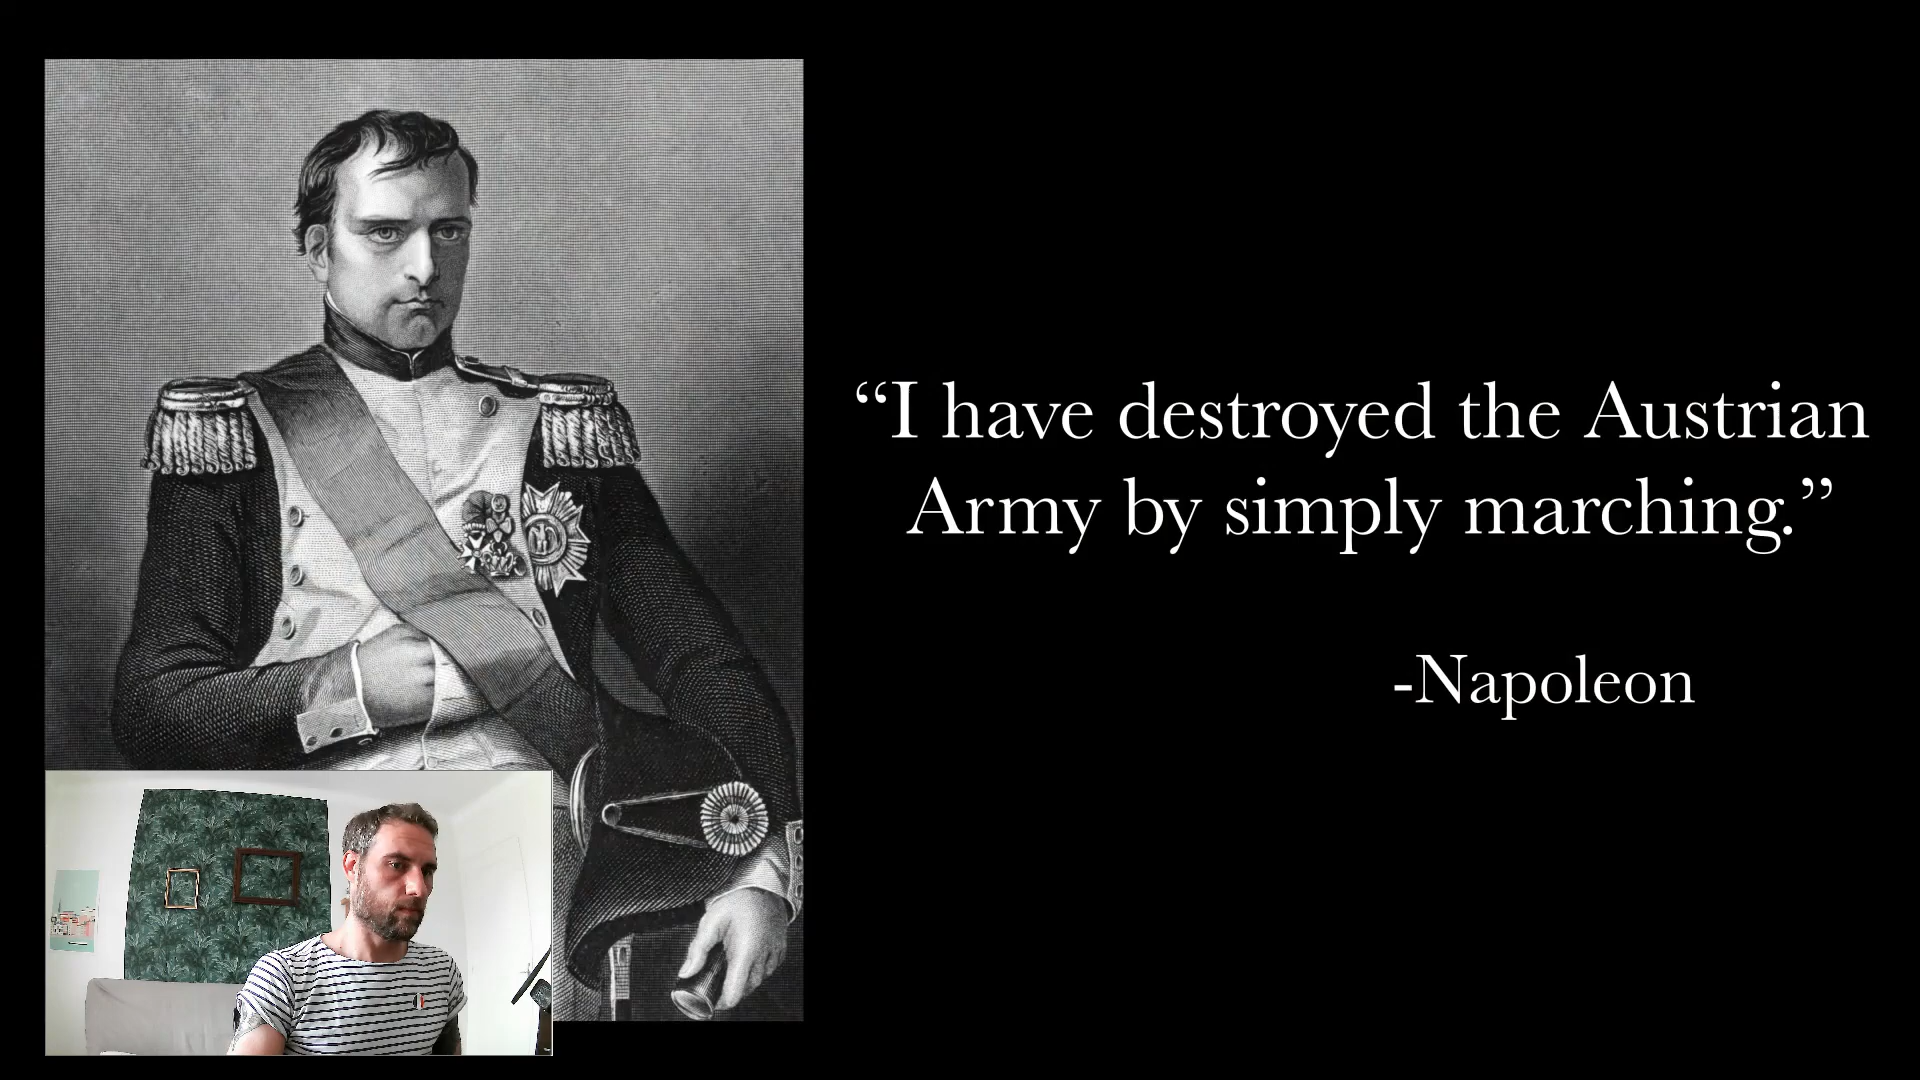 “I have destroyed the Austrian
Army by simply marching.”
-Napoleon